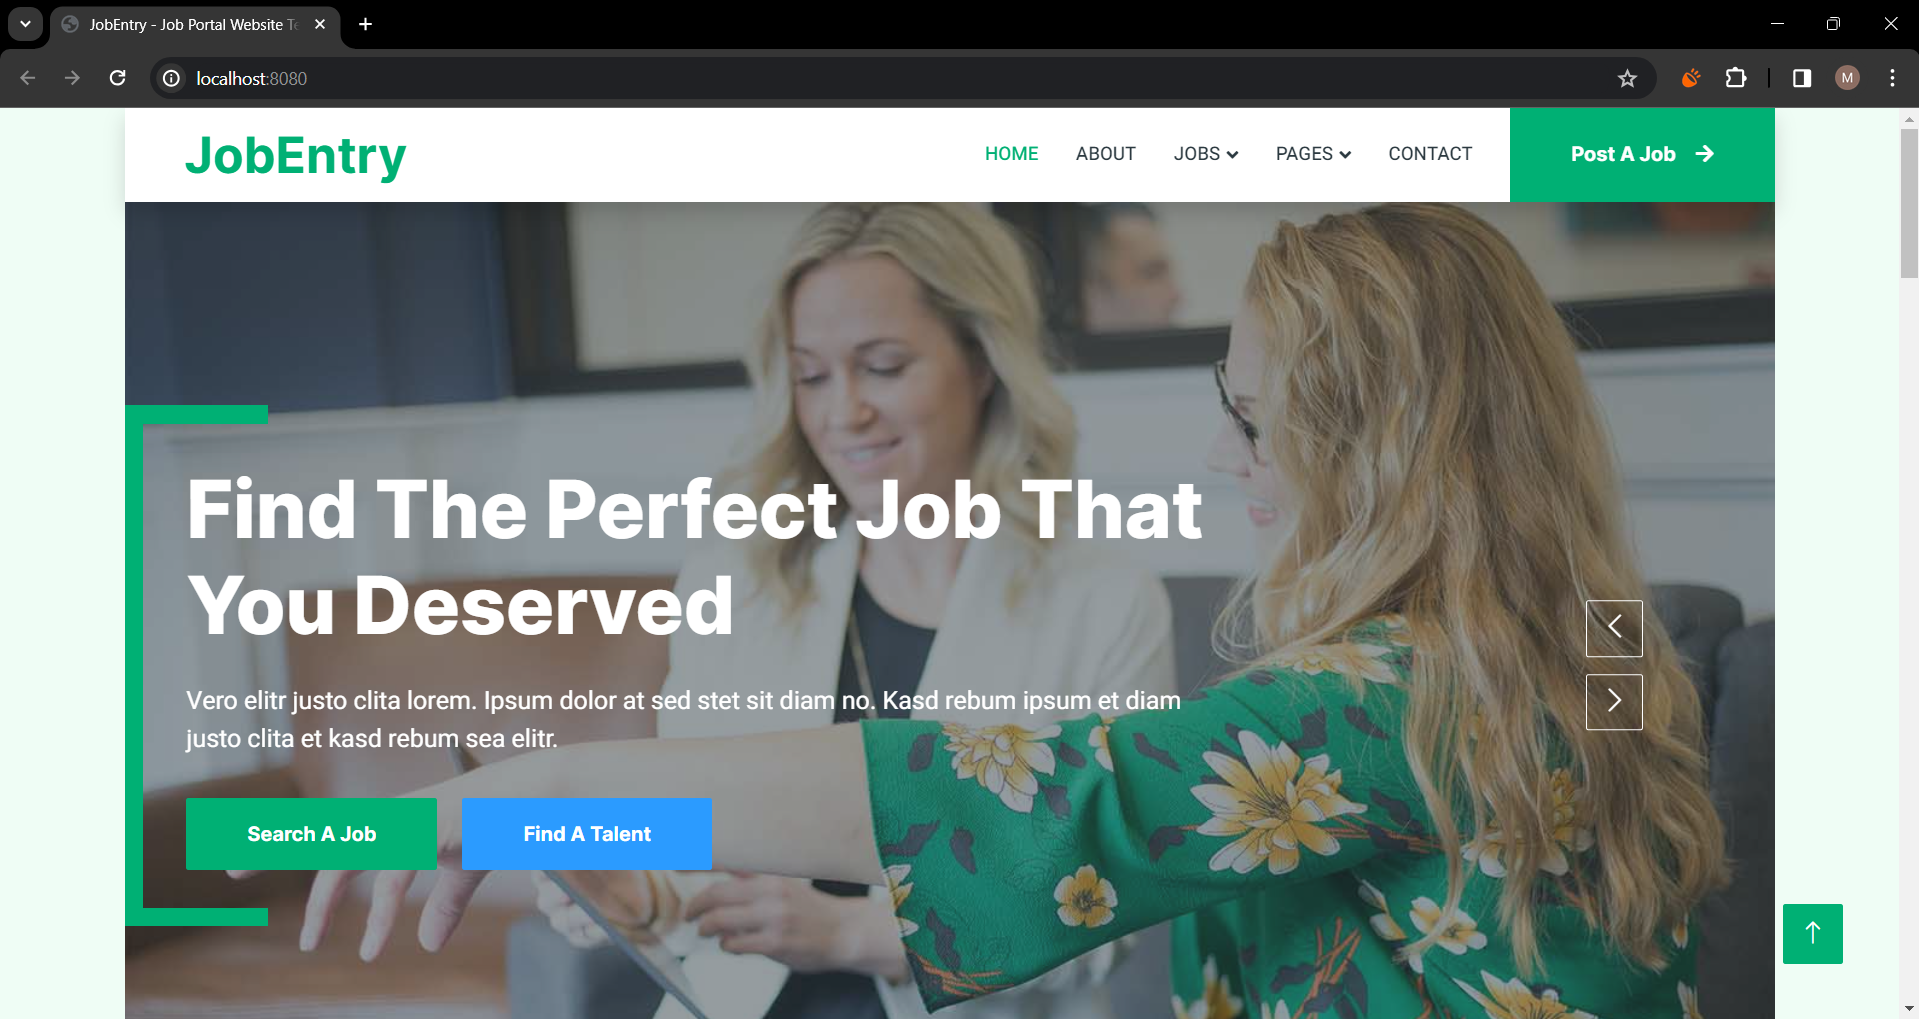 JobEntry - Job Portal Website Te
localhost:8080
M
JobEntry
HOME
ABOUT
JOBS
PAGES
CONTACT
Post A Job
Find The Perfect Job That
You Deserved
Vero elitr justo clita lorem. Ipsum dolor at sed stet sit diam no. Kasd rebum ipsum et diam
justo clita et kasd rebum sea elitr.
Search A Job
Find A Talent